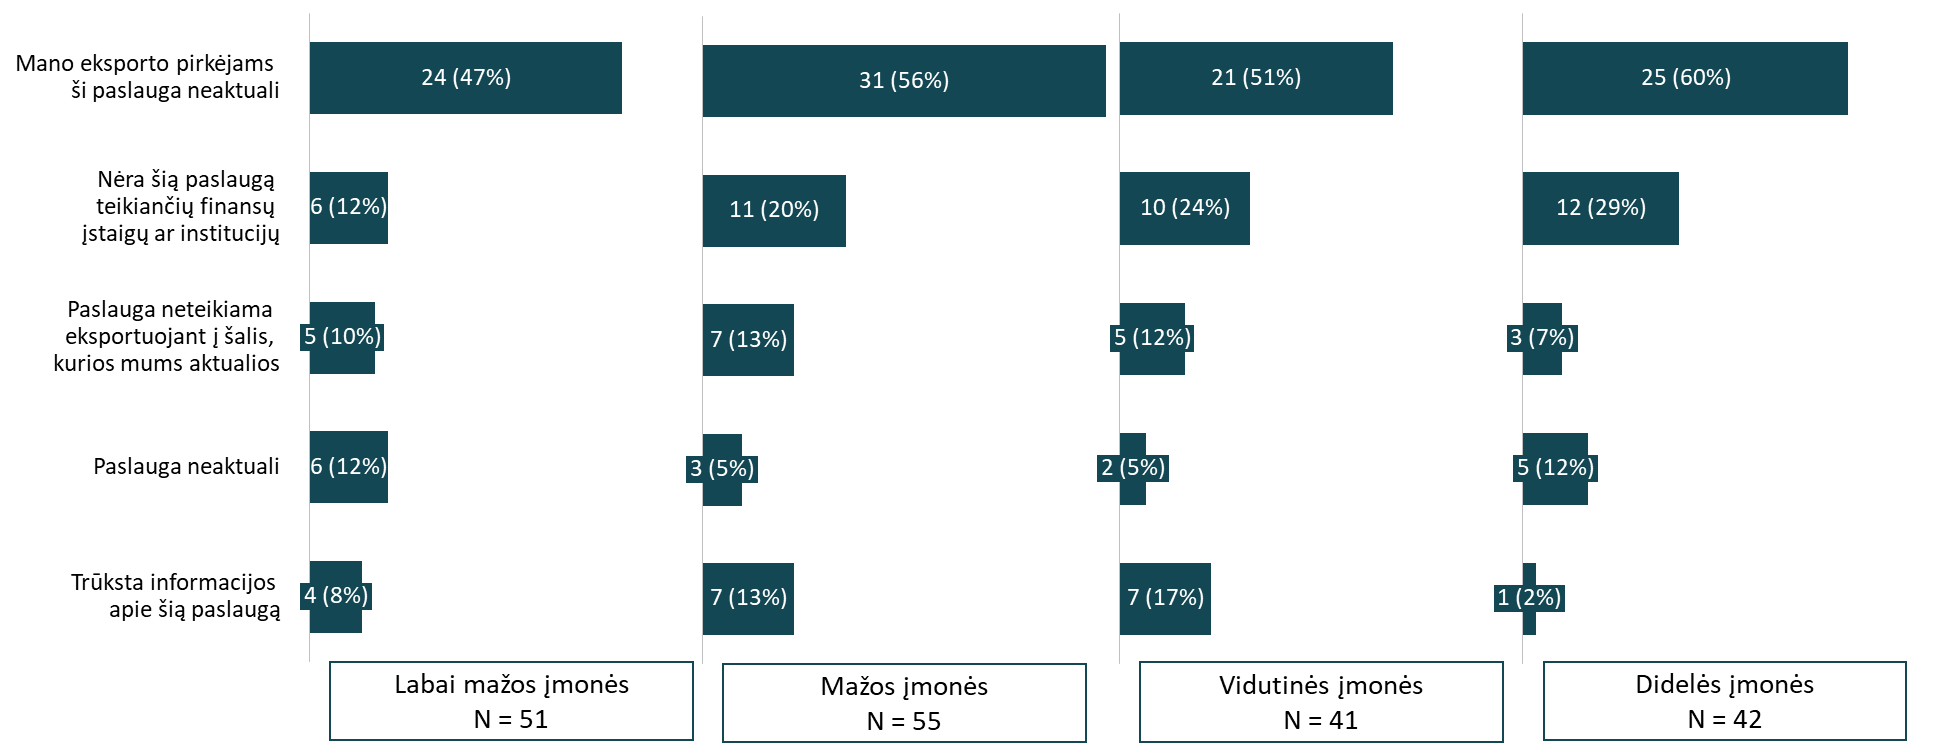 Mano eksporto pirkėjams
ši paslauga neaktuali
24 (47%)
31 (56%)
21 (51%)
25 (60%)
Nėra šią paslaugą
teikiančių finansų
įstaigų ar institucijų
6 (12%)
11 (20%)
10 (24%)
12 (29%)
Paslauga neteikiama
eksportuojant į šalis,
kurios mums aktualios
5 (10%)
7 (13%)
5 (12%)
3 (7%)
Paslauga neaktuali
6 (12%)
3 (5%)
2 (5%)
5 (12%)
Trūksta informacijos
apie šią paslaugą
4 (8%)
7 (13%)
7 (17%)
1 (2%)
Labai mažos įmonės
N = 51
Mažos įmonės
N = 55
Vidutinės įmonės
N = 41
Didelės įmonės
N = 42